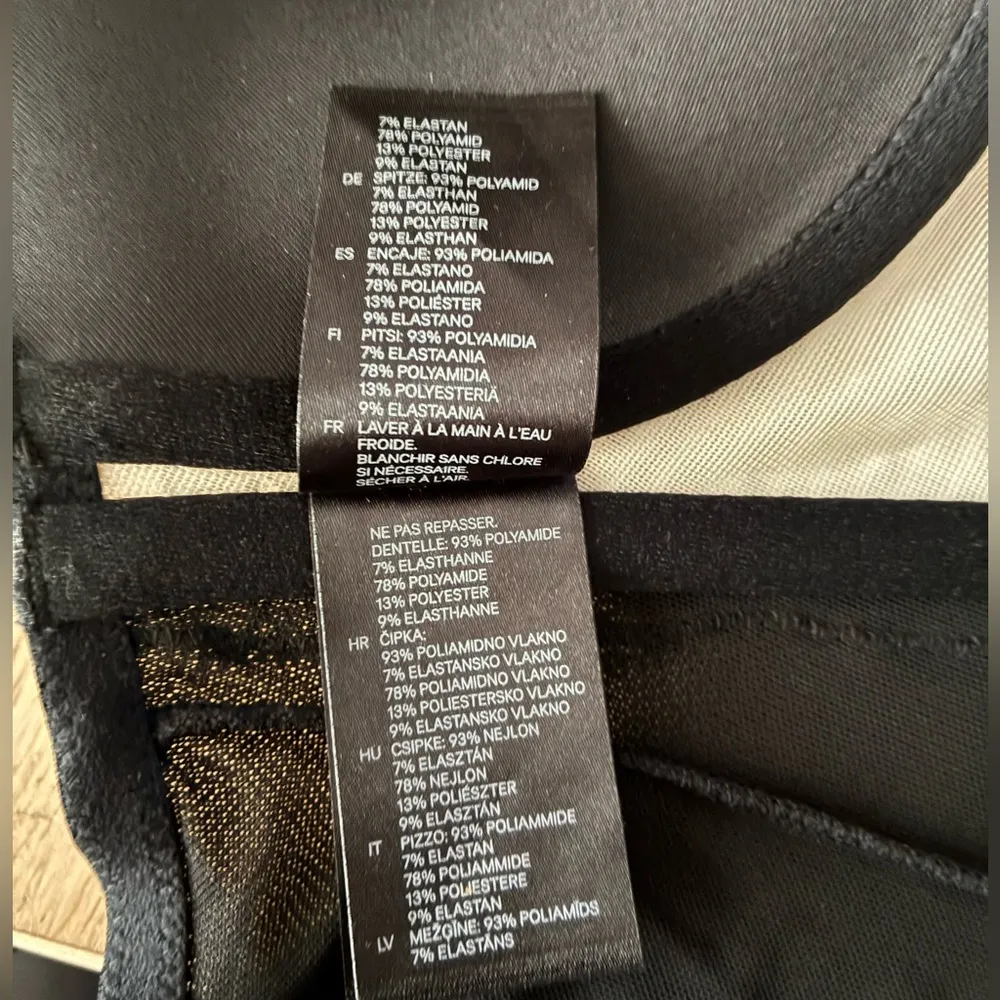 7% ELASTAN
78% POLYAMID
13% POLYESTER
9% ELASTAN
DE SPITZE: 93% POLYAMID
7% ELASTHAN
78% POLYAMID
13% POLYESTER
9% ELASTHAN
ES ENCAJE: 93% POLIAMIDA
7% ELASTANO
78% POLIAMIDA
13% POLIÉSTER
9% ELASTANO
FI PITSI: 93% POLYAMIDIA
7% ELASTAANIA
78% POLYAMIDIA
13% POLYESTERIÄ
9% ELASTAANIA
FR LAVER À LA MAIN À L'EAU
FROIDE.
BLANCHIR SANS CHLORE
SI NÉCESSAIRE.
SÉCHER À L'AIR.
NE PAS REPASSER.
DENTELLE: 93% POLYAMIDE
7% ELASTHANNE
78% POLYAMIDE
13% POLYESTER
9% ELASTHANNE
HR ČIPKA:
93% POLIAMIDNO VLAKNO
7% ELASTANSKO VLAKNO
78% POLIAMIDNO VLAKNO
13% POLIESTERSKO VLAKNO
9% ELASTANSKO VLAKNO
HU CSIPKE: 93% NEJLON
7% ELASZTÁN
78% NEJLON
13% POLIÉSZTER
9% ELASZTÁN
IT PIZZO: 93% POLIAMMIDE
7% ELASTAN
78% POLIAMMIDE
13% POLIESTERE
9% ELASTAN
LV MEŽĢĪNE: 93% POLIAMĪDS
7% ELASTĀNS